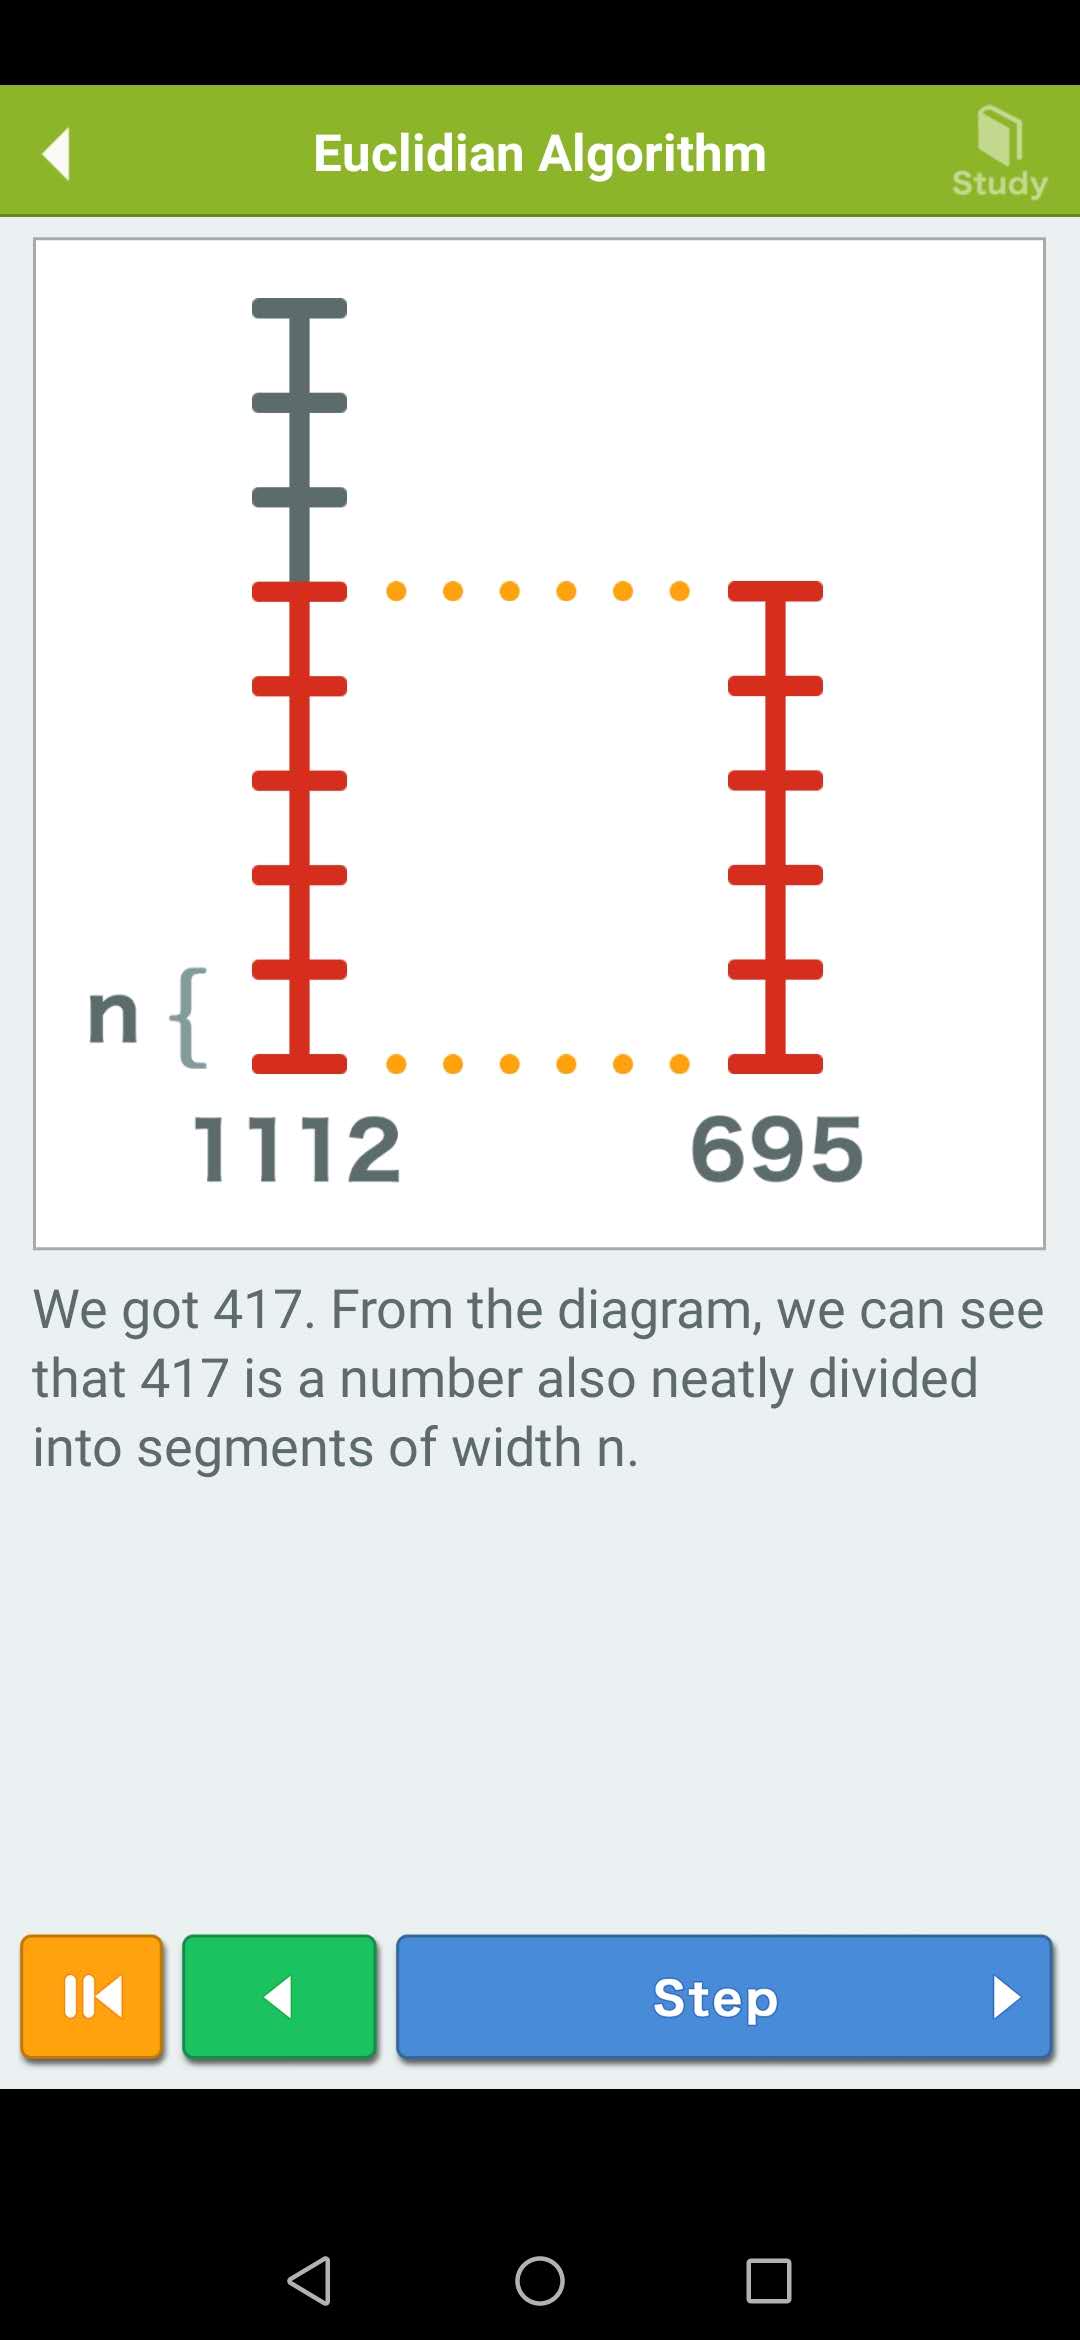 Euclidian Algorithm
Study
n {
1112 695
We got 417. From the diagram, we can see
that 417 is a number also neatly divided
into segments of width n.
Step